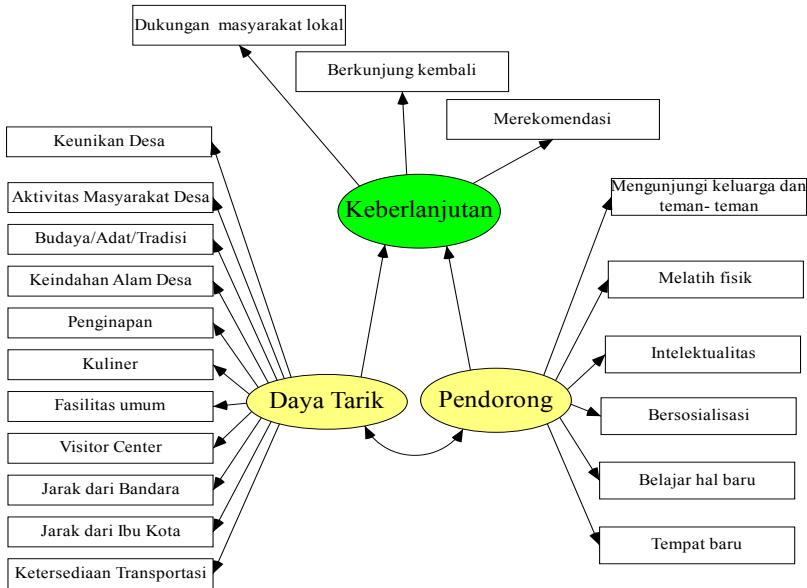 Dukungan  masyarakat lokal
Berkunjung kembali
Merekomendasi
Keberlanjutan
Keunikan Desa
Aktivitas Masyarakat Desa
Budaya/Adat/Tradisi
Keindahan Alam Desa
Penginapan
Kuliner
Fasilitas umum
Visitor Center
Jarak dari Bandara
Jarak dari Ibu Kota
Ketersediaan Transportasi
Daya Tarik
Pendorong
Mengunjungi keluarga dan
teman- teman
Melatih fisik
Intelektualitas
Bersosialisasi
Belajar hal baru
Tempat baru